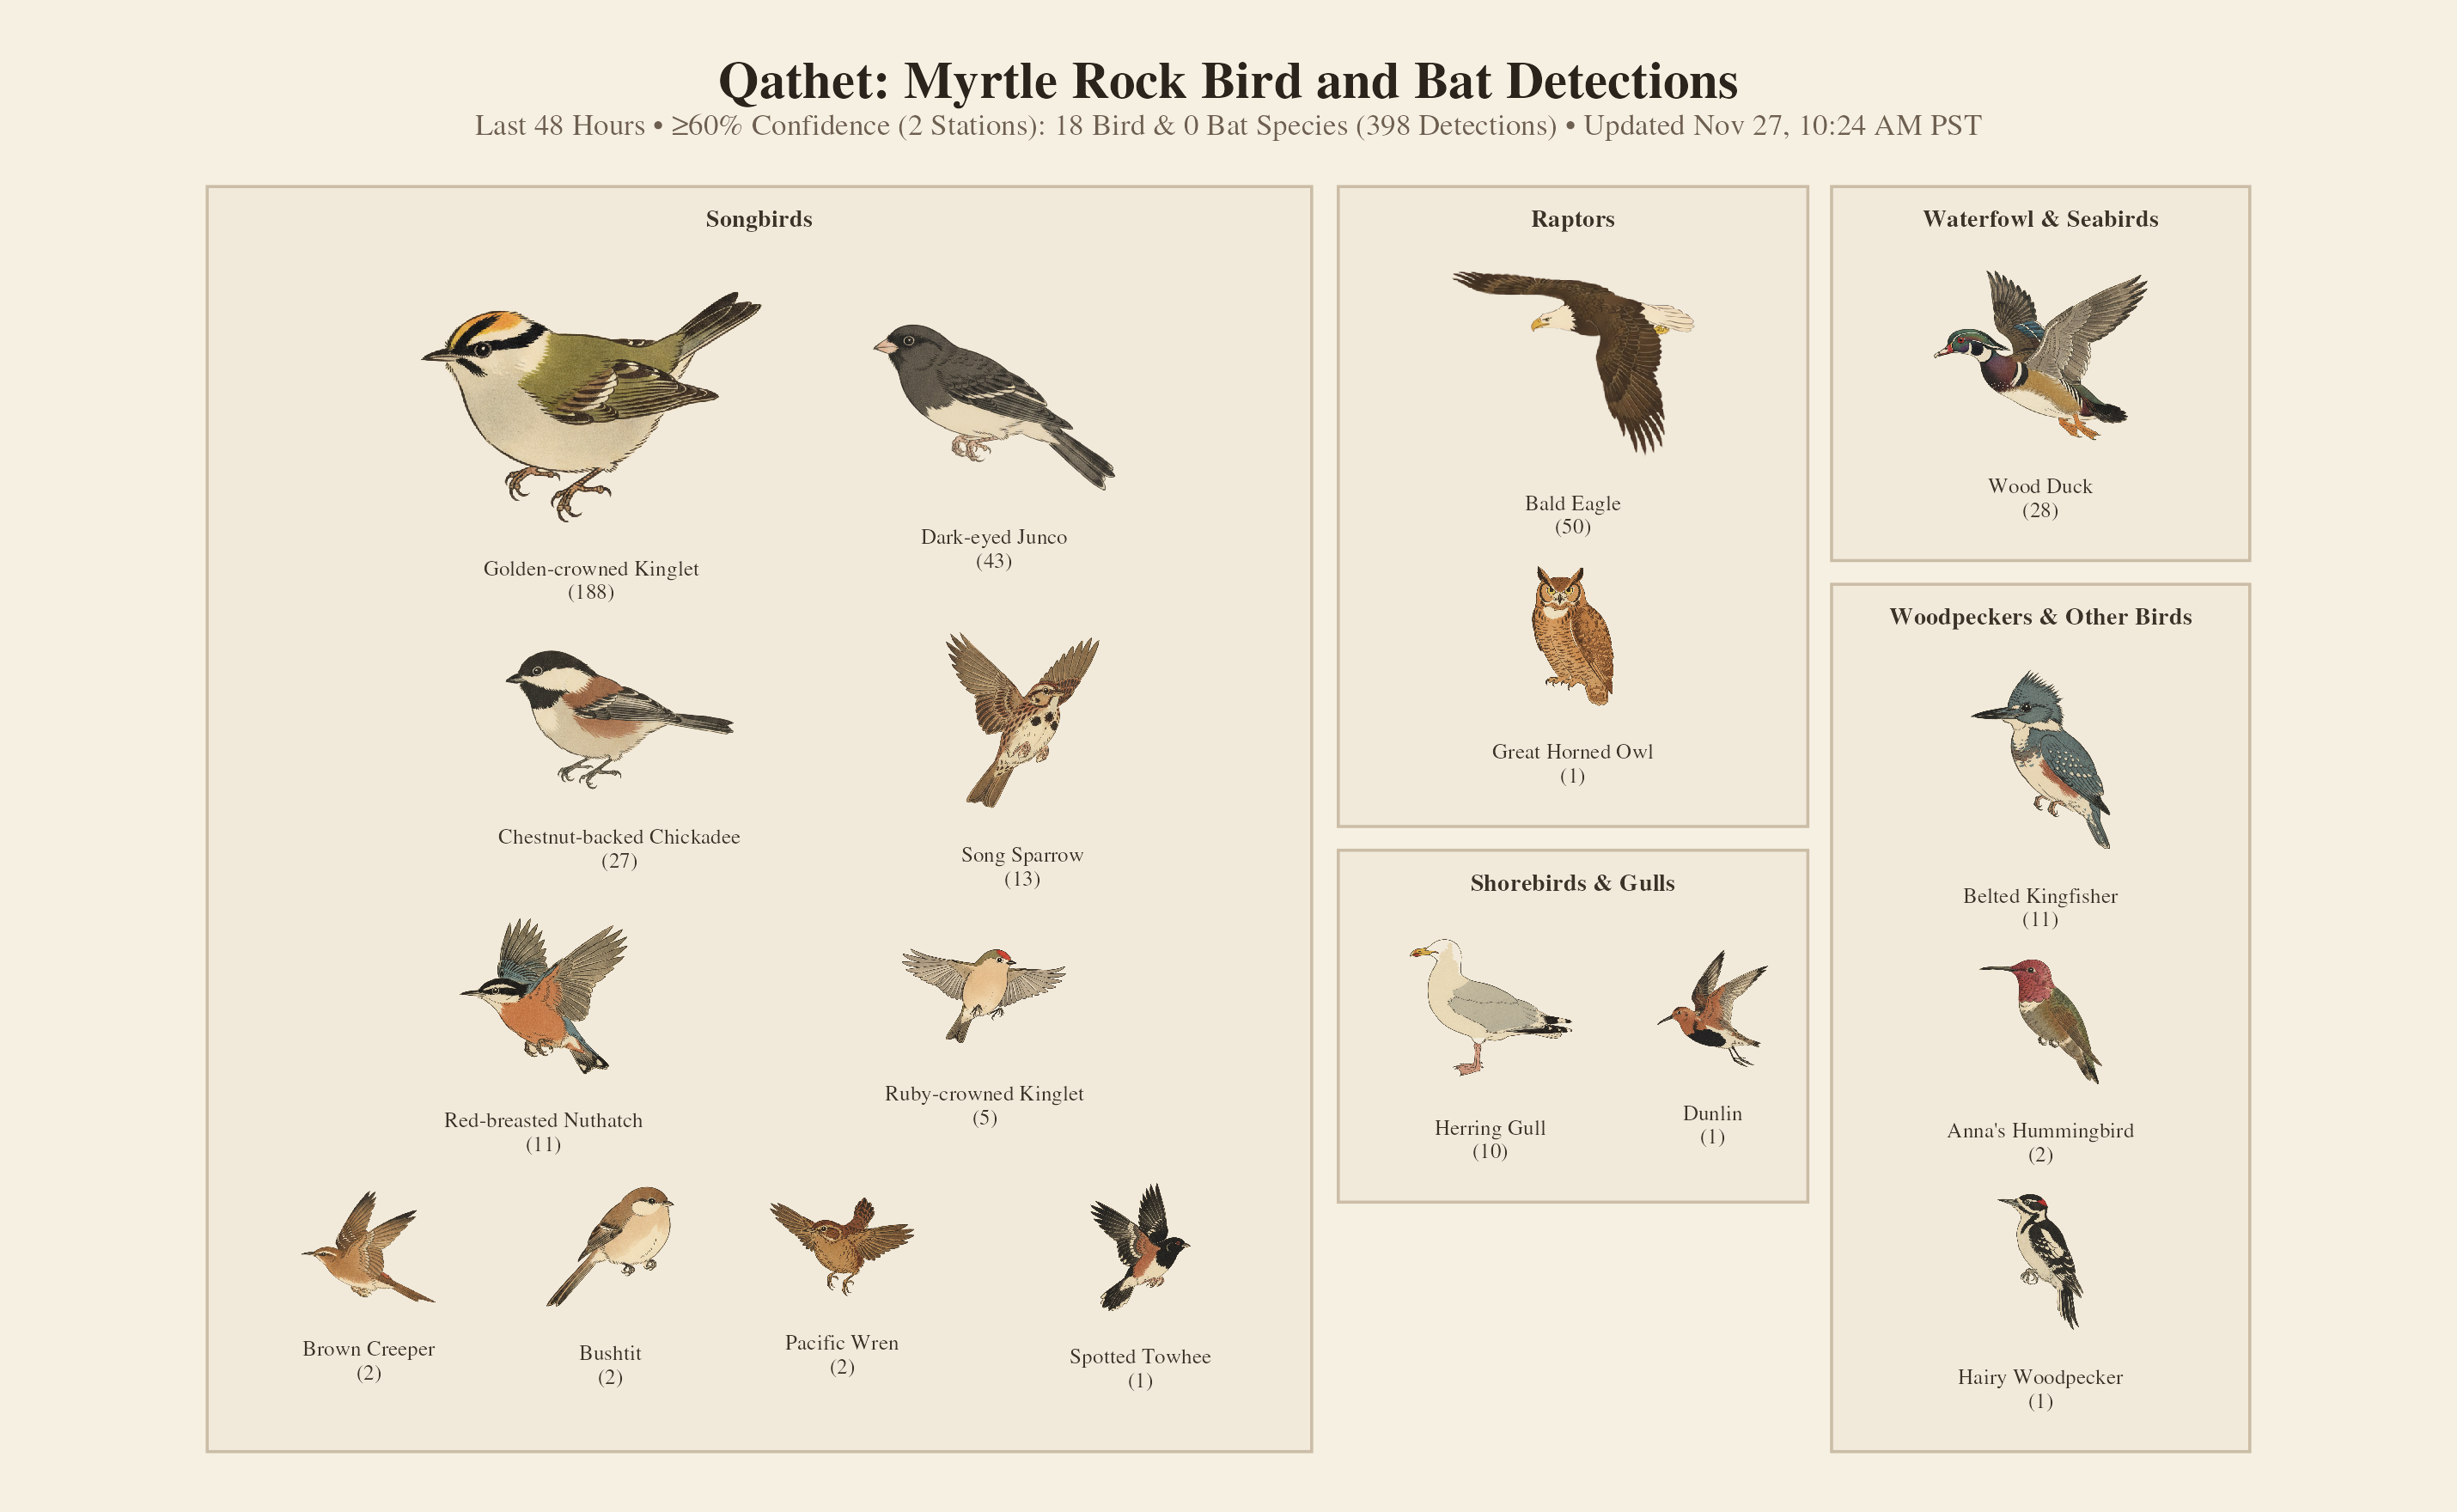 Qathet: Myrtle Rock Bird and Bat Detections
Last 48 Hours • ≥60% Confidence (2 Stations): 18 Bird & 0 Bat Species (398 Detections) • Updated Nov 27, 10:24 AM PST
Songbirds
Golden-crowned Kinglet
(188)
Dark-eyed Junco
(43)
Chestnut-backed Chickadee
(27)
Song Sparrow
(13)
Red-breasted Nuthatch
(11)
Ruby-crowned Kinglet
(5)
Brown Creeper
(2)
Bushtit
(2)
Pacific Wren
(2)
Spotted Towhee
(1)
Raptors
Bald Eagle
(50)
Great Horned Owl
(1)
Shorebirds & Gulls
Herring Gull
(10)
Dunlin
(1)
Waterfowl & Seabirds
Wood Duck
(28)
Woodpeckers & Other Birds
Belted Kingfisher
(11)
Anna's Hummingbird
(2)
Hairy Woodpecker
(1)